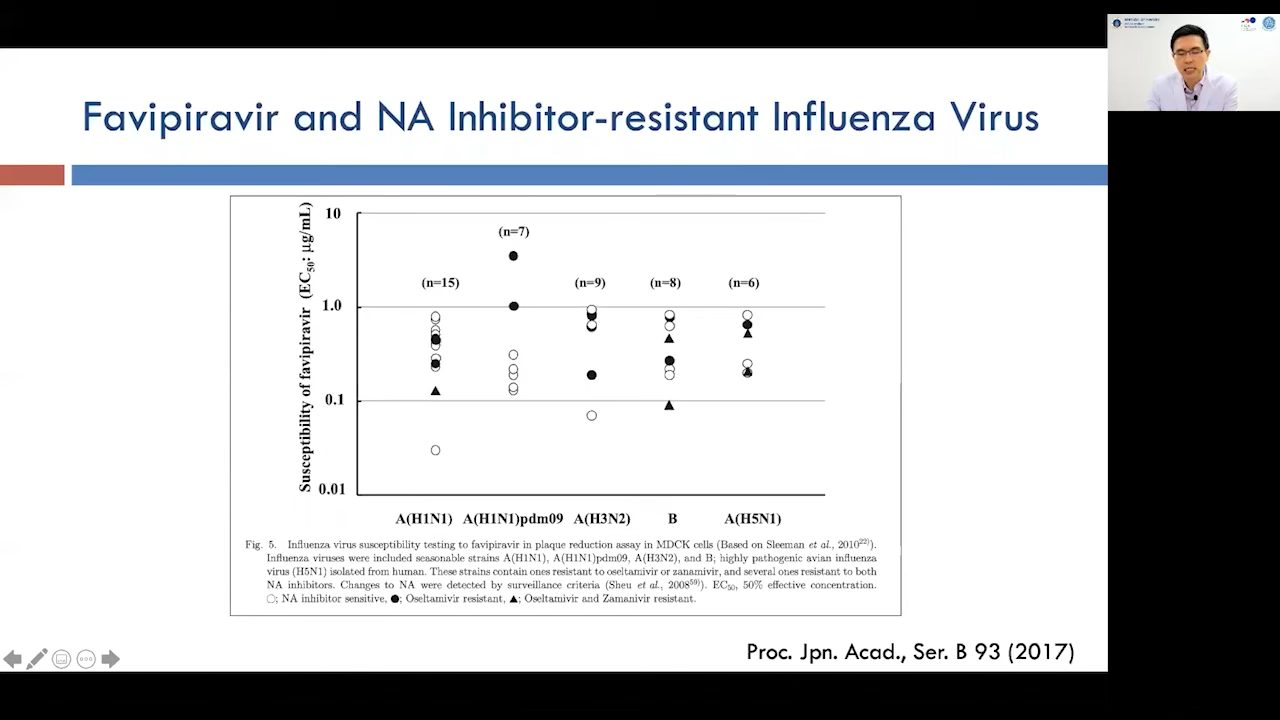 Favipiravir and NA Inhibitor-resistant Influenza Virus
Susceptibility of favipiravir (EC50: µg/mL)
10
1.0
0.1
0.01
(n=15)
(n=7)
(n=9)
(n=8)
(n=6)
A(H1N1) A(H1N1)pdm09 A(H3N2) B A(H5N1)
Fig. 5. Influenza virus susceptibility testing to favipiravir in plaque reduction assay in MDCK cells (Based on Sleeman et al., 201022)).
Influenza viruses were included seasonable strains A(H1N1), A(H1N1)pdm09, A(H3N2), and B; highly pathogenic avian influenza
virus (H5N1) isolated from human. These strains contain ones resistant to oseltamivir or zanamivir, and several ones resistant to both
NA inhibitors. Changes to NA were detected by surveillance criteria (Sheu et al., 200859)). EC50, 50% effective concentration.
○; NA inhibitor sensitive, ●; Oseltamivir resistant, ▲; Oseltamivir and Zamanivir resistant.
Proc. Jpn. Acad., Ser. B 93 (2017)